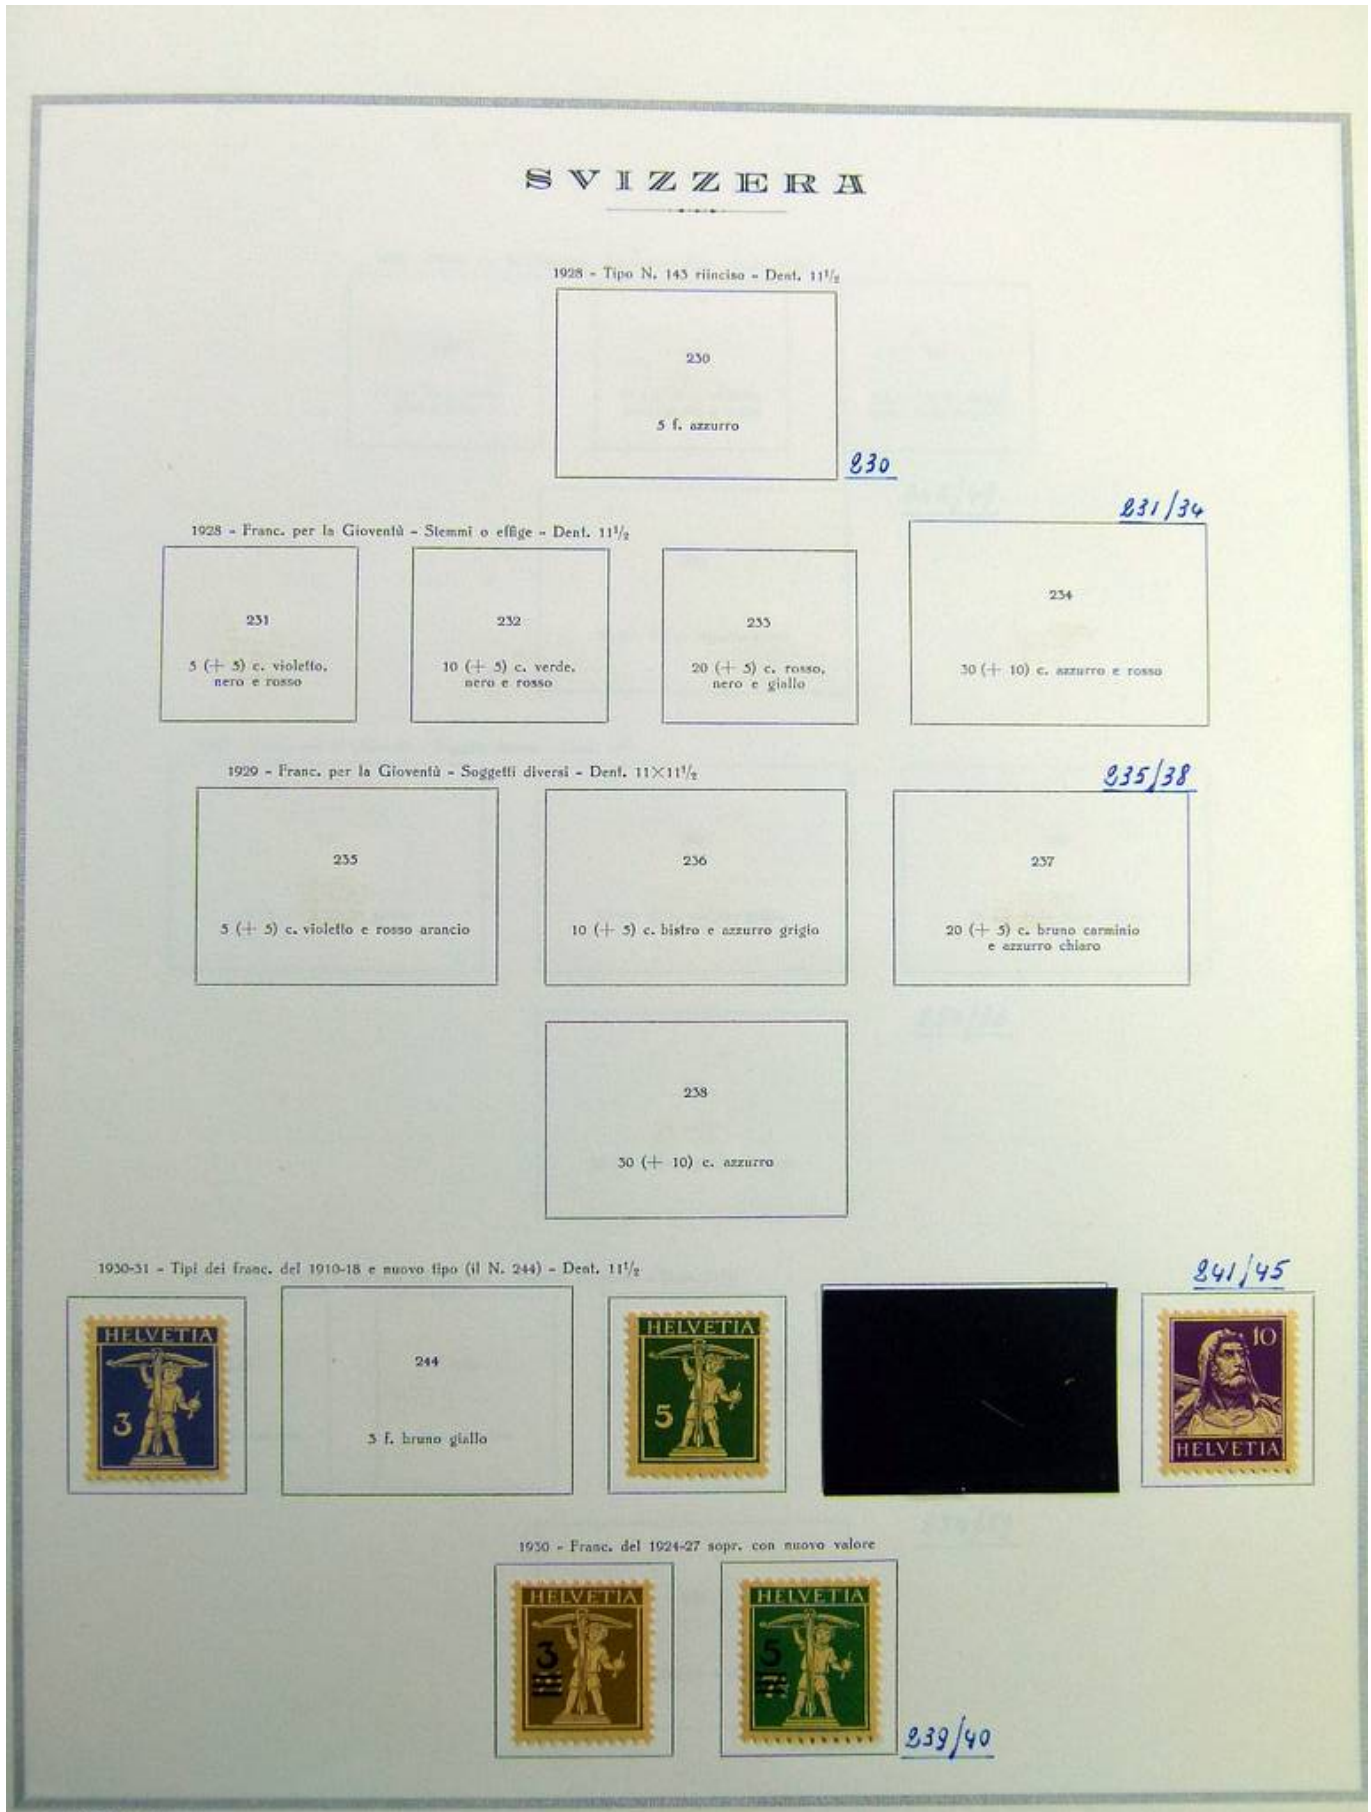 SVIZZERA
1928 - Tipo N. 143 riinciso - Dent. 11½
230
5 f. azzurro
230
231/34
1928 - Franc. per la Gioventù - Stemmi o effige - Dent. 11½
231
5 (+ 5) c. violetto,
nero e rosso
232
10 (+ 5) c. verde,
nero e rosso
233
20 (+ 5) c. rosso,
nero e giallo
234
30 (+ 10) c. azzurro e rosso
1929 - Franc. per la Gioventù - Soggetti diversi - Dent. 11×11½
235/38
235
5 (+ 5) c. violetto e rosso arancio
236
10 (+ 5) c. bistro e azzurro grigio
237
20 (+ 5) c. bruno carminio
e azzurro chiaro
238
30 (+ 10) c. azzurro
1930-31 - Tipi dei franc. del 1910-18 e nuovo tipo (il N. 244) - Dent. 11½
241/45
HELVETIA
3
244
3 f. bruno giallo
HELVETIA
5
10
HELVETIA
1930 - Franc. del 1924-27 sopr. con nuovo valore
HELVETIA
3
HELVETIA
5
239/40